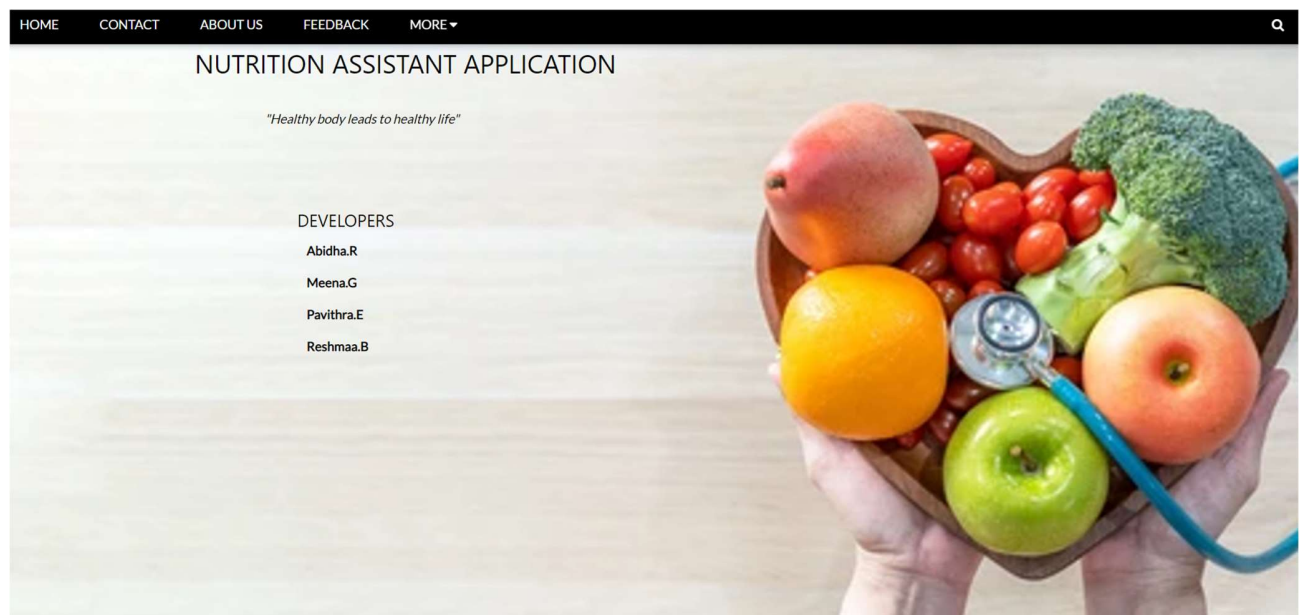 HOME CONTACT ABOUT US FEEDBACK MORE
NUTRITION ASSISTANT APPLICATION
"Healthy body leads to healthy life"
DEVELOPERS
Abidha.R
Meena.G
Pavithra.E
Reshmaa.B